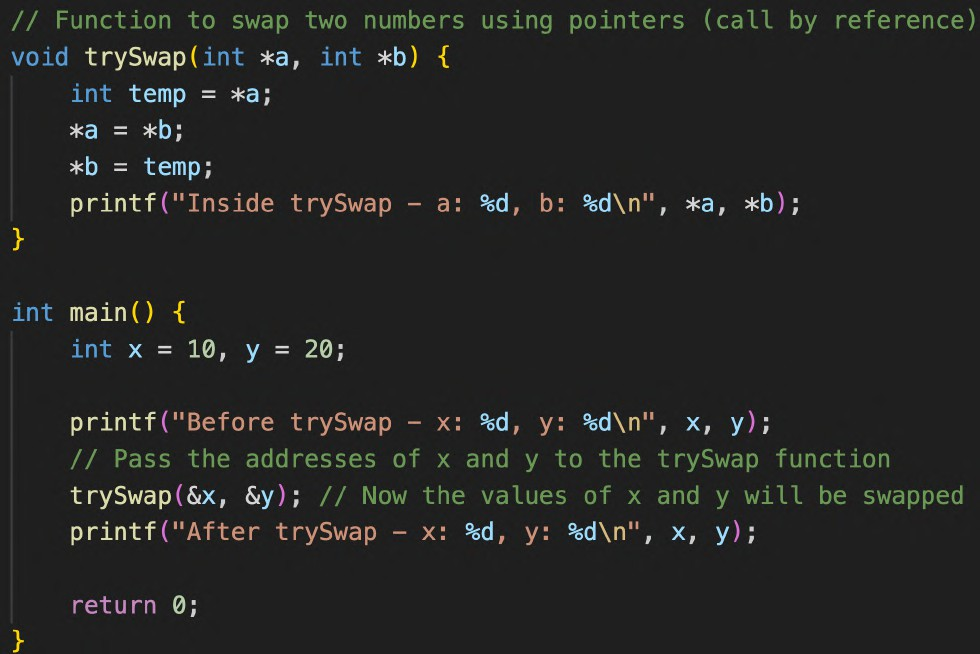 // Function to swap two numbers using pointers (call by reference)
void trySwap(int *a, int *b) {
    int temp = *a;
    *a = *b;
    *b = temp;
    printf("Inside trySwap – a: %d, b: %d\n", *a, *b);
}

int main() {
    int x = 10, y = 20;

    printf("Before trySwap – x: %d, y: %d\n", x, y);
    // Pass the addresses of x and y to the trySwap function
    trySwap(&x, &y); // Now the values of x and y will be swapped
    printf("After trySwap – x: %d, y: %d\n", x, y);

    return 0;
}